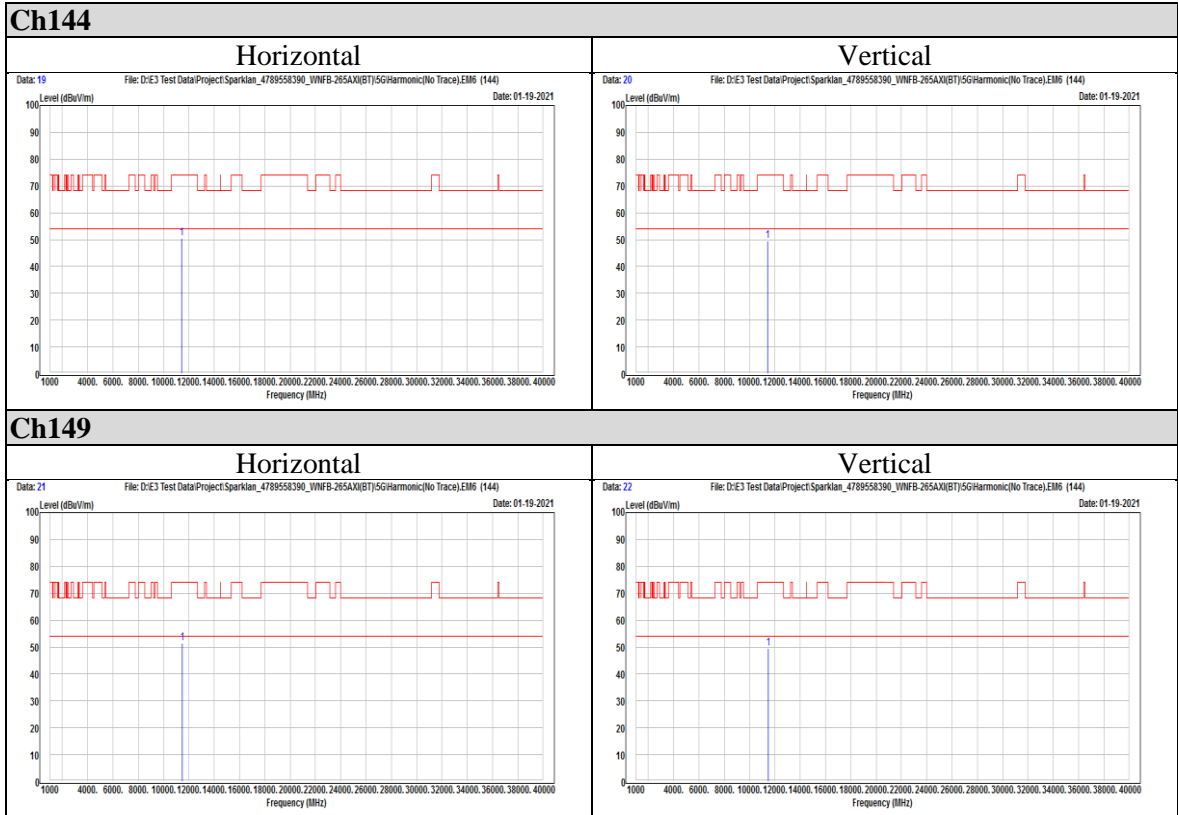 Ch144
Horizontal
Vertical
Data: 19 File: D:\E3 Test Data\Project\Sparklan_4789558390_WNFB-265AXI(BT)\5G\Harmonic(No Trace).EM6 (144)
Level (dBuV/m) Date: 01-19-2021
100
90
80
70
60
50
40
30
20
10
0
1
1000 4000. 6000. 8000. 10000. 12000. 14000. 16000. 18000. 20000. 22000. 24000. 26000. 28000. 30000. 32000. 34000. 36000. 38000. 40000
Frequency (MHz)
Data: 20 File: D:\E3 Test Data\Project\Sparklan_4789558390_WNFB-265AXI(BT)\5G\Harmonic(No Trace).EM6 (144)
Level (dBuV/m) Date: 01-19-2021
100
90
80
70
60
50
40
30
20
10
0
1
1000 4000. 6000. 8000. 10000. 12000. 14000. 16000. 18000. 20000. 22000. 24000. 26000. 28000. 30000. 32000. 34000. 36000. 38000. 40000
Frequency (MHz)
Ch149
Horizontal
Vertical
Data: 21 File: D:\E3 Test Data\Project\Sparklan_4789558390_WNFB-265AXI(BT)\5G\Harmonic(No Trace).EM6 (144)
Level (dBuV/m) Date: 01-19-2021
100
90
80
70
60
50
40
30
20
10
0
1
1000 4000. 6000. 8000. 10000. 12000. 14000. 16000. 18000. 20000. 22000. 24000. 26000. 28000. 30000. 32000. 34000. 36000. 38000. 40000
Frequency (MHz)
Data: 22 File: D:\E3 Test Data\Project\Sparklan_4789558390_WNFB-265AXI(BT)\5G\Harmonic(No Trace).EM6 (144)
Level (dBuV/m) Date: 01-19-2021
100
90
80
70
60
50
40
30
20
10
0
1
1000 4000. 6000. 8000. 10000. 12000. 14000. 16000. 18000. 20000. 22000. 24000. 26000. 28000. 30000. 32000. 34000. 36000. 38000. 40000
Frequency (MHz)